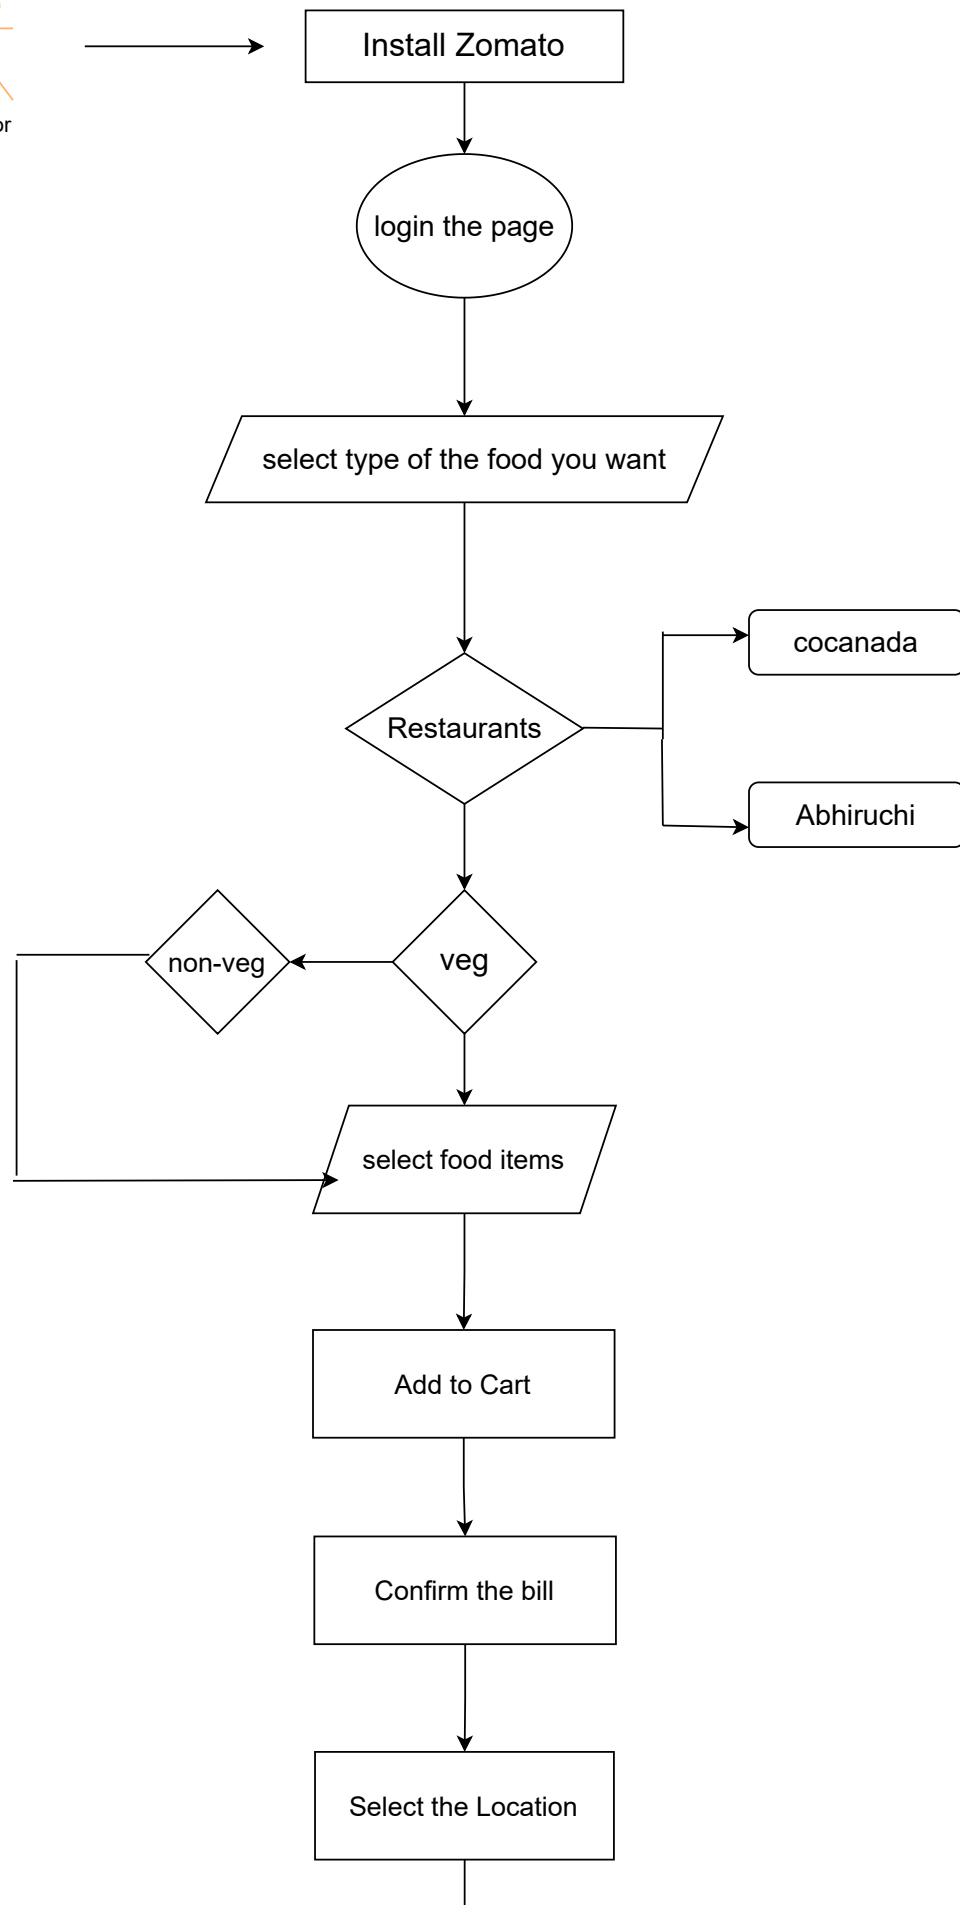 Install Zomato
login the page
select type of the food you want
cocanada
Restaurants
Abhiruchi
non-veg
veg
select food items
Add to Cart
Confirm the bill
Select the Location